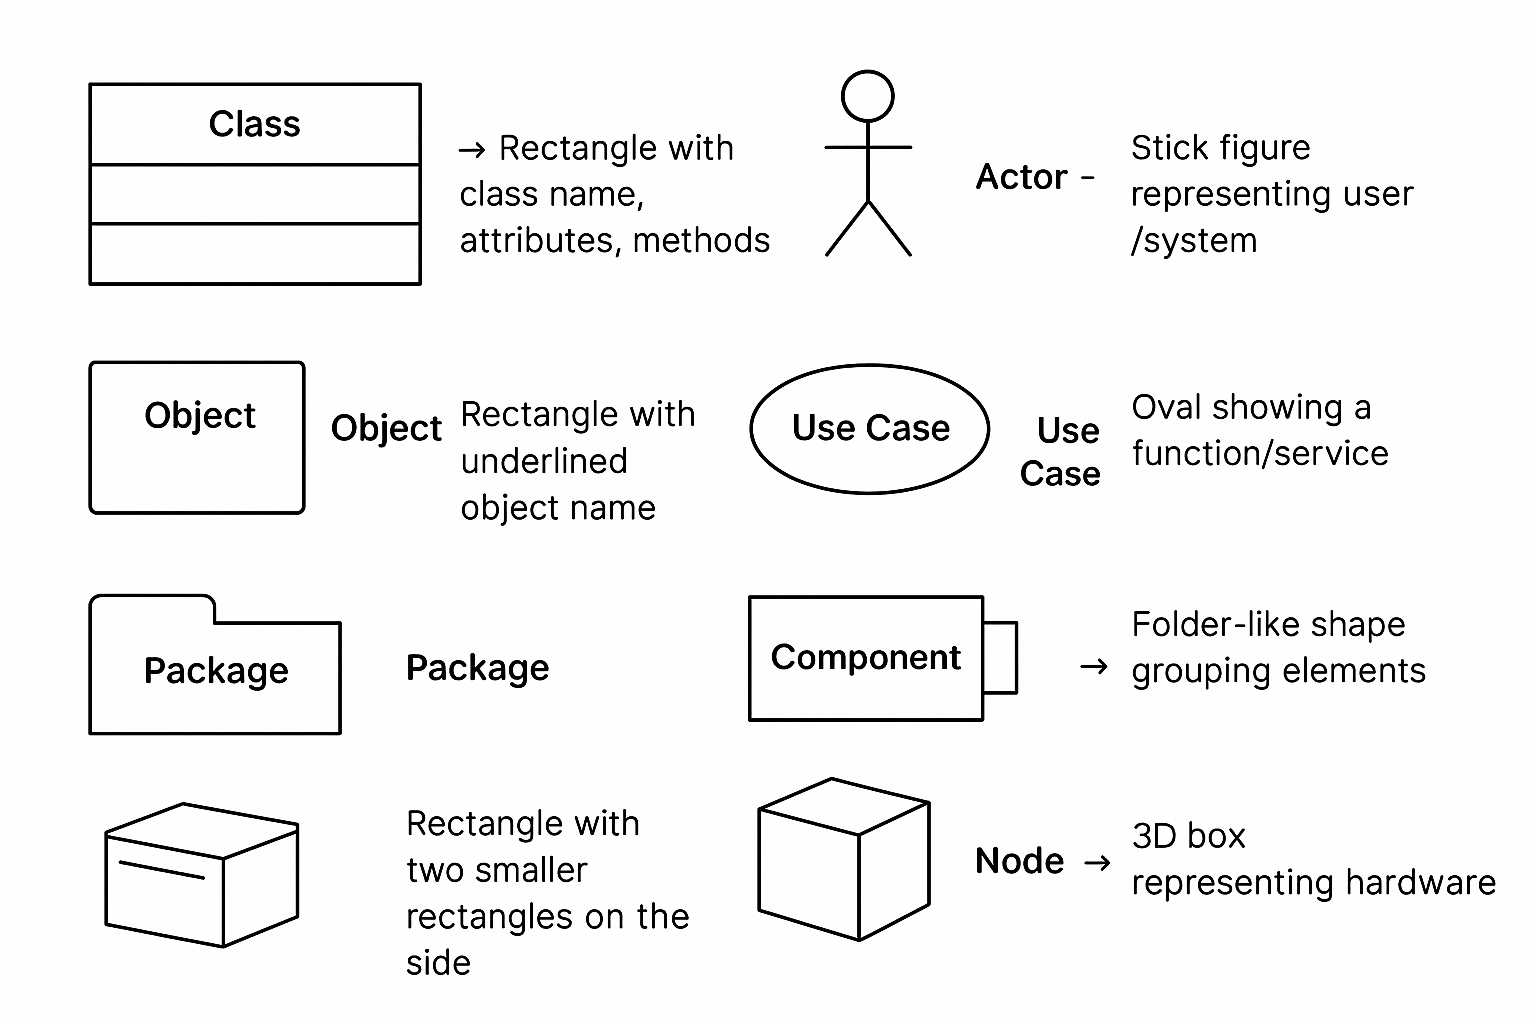 Class
→ Rectangle with
class name,
attributes, methods
Actor -
Stick figure
representing user
/system
Object
Object
Rectangle with
underlined
object name
Use Case
Use
Case
Oval showing a
function/service
Package
Package
Component
→
Folder-like shape
grouping elements
Rectangle with
two smaller
rectangles on the
side
Node →
3D box
representing hardware